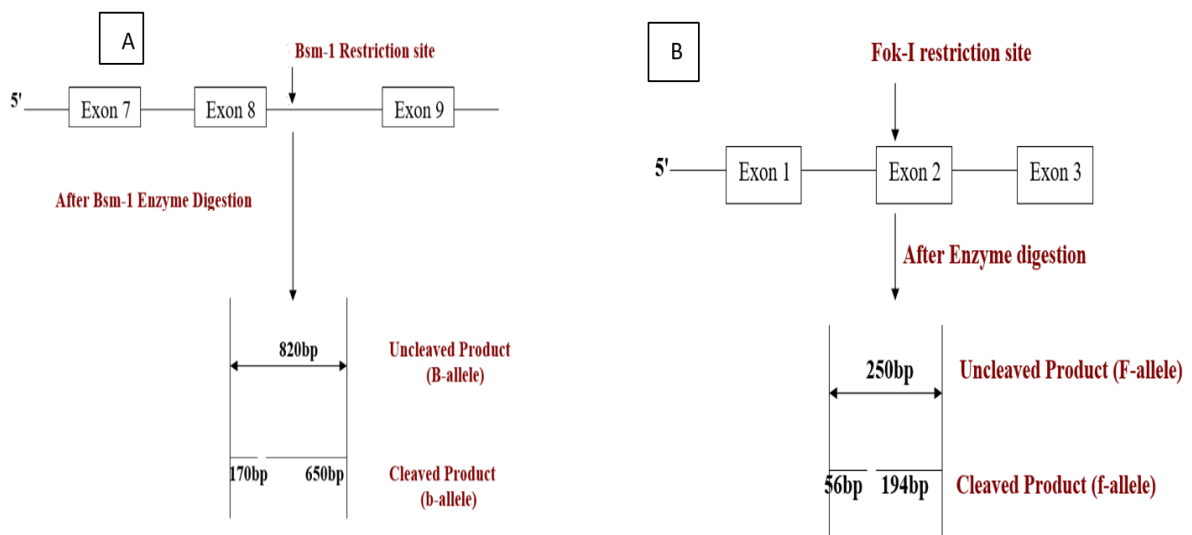 A
Bsm-1 Restriction site
5'
Exon 7
Exon 8
Exon 9
After Bsm-1 Enzyme Digestion
820bp
Uncleaved Product
(B-allele)
170bp
650bp
Cleaved Product
(b-allele)
B
Fok-I restriction site
5'
Exon 1
Exon 2
Exon 3
After Enzyme digestion
250bp
Uncleaved Product (F-allele)
56bp
194bp
Cleaved Product (f-allele)